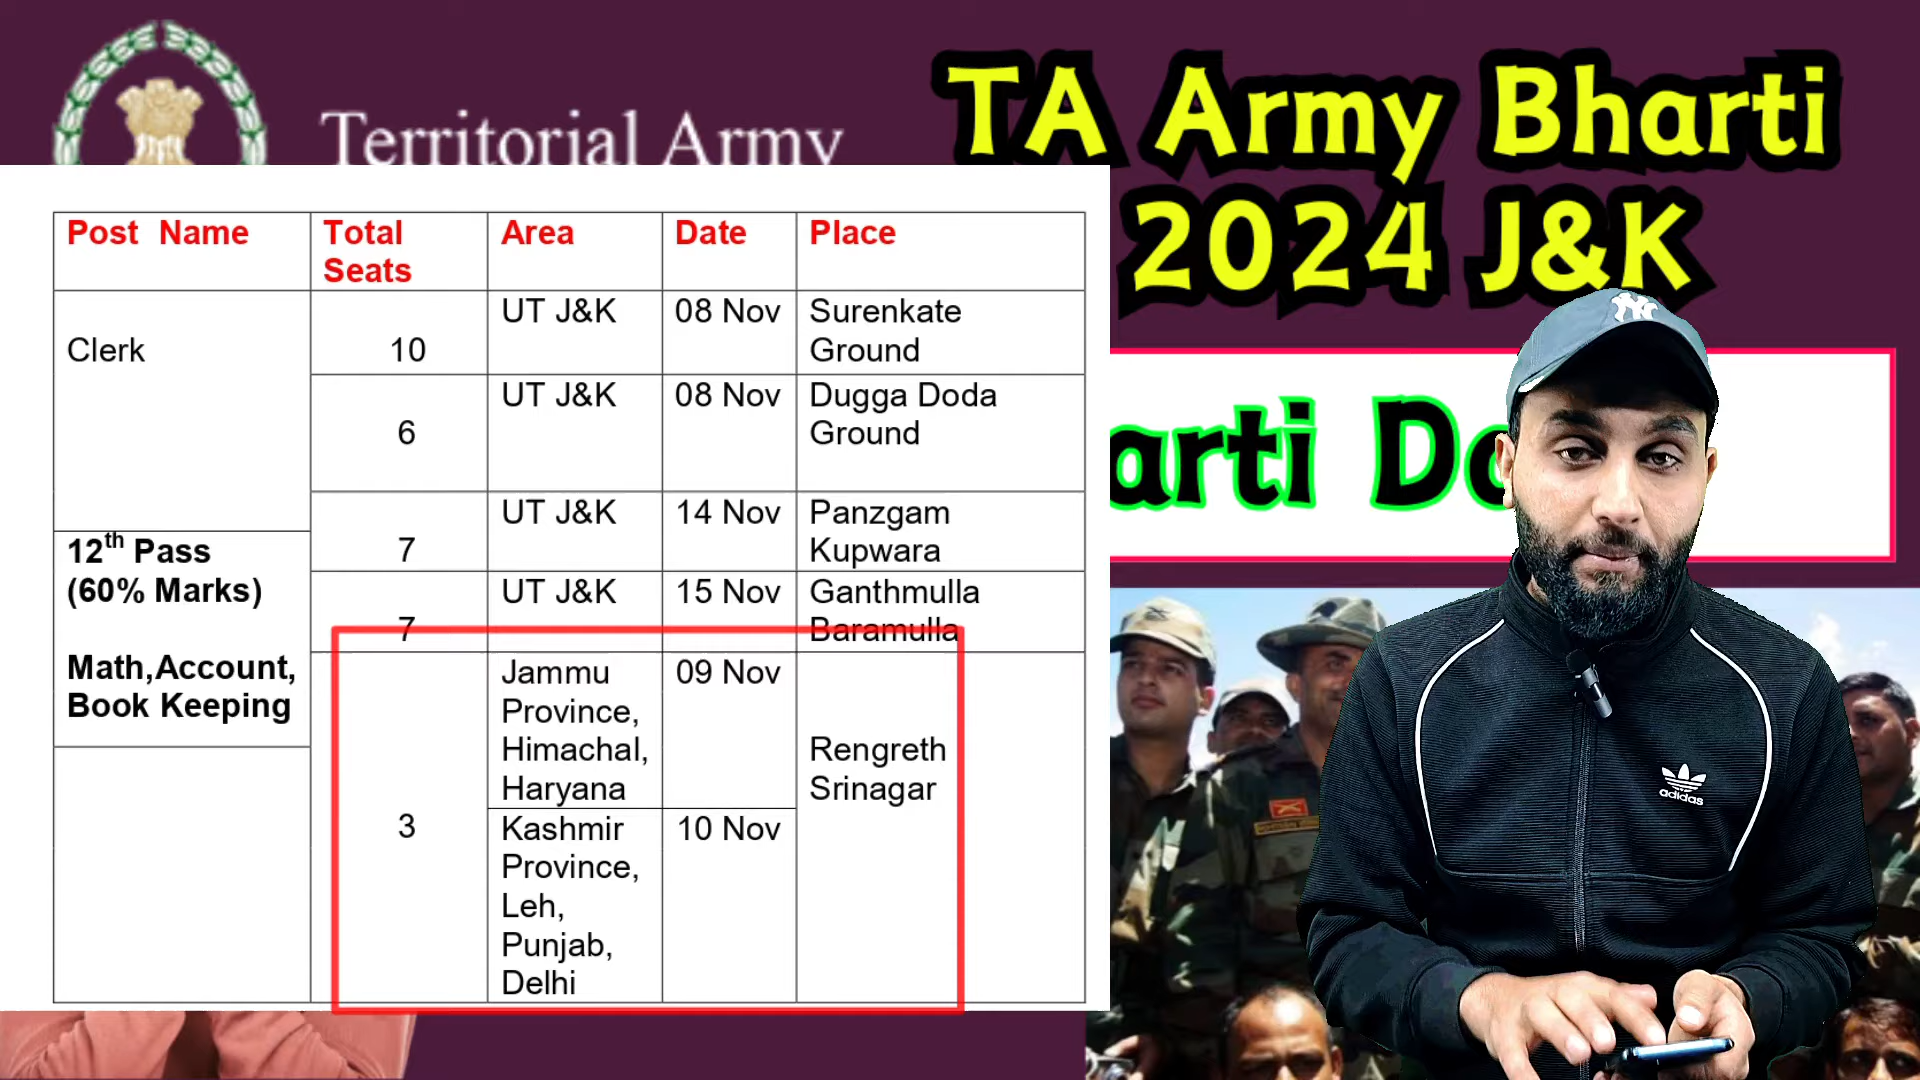 Territorial Army
TA Army Bharti
2024 J&K
arti Do
Post Name
Total
Seats
Area
Date
Place
Clerk
12th Pass
(60% Marks)
Math,Account,
Book Keeping
10
UT J&K
08 Nov
Surenkate
Ground
6
UT J&K
08 Nov
Dugga Doda
Ground
7
UT J&K
14 Nov
Panzgam
Kupwara
7
UT J&K
15 Nov
Ganthmulla
Baramulla
3
Jammu
Province,
Himachal,
Haryana
09 Nov
Kashmir
Province,
Leh,
Punjab,
Delhi
10 Nov
Rengreth
Srinagar
NY
adidas